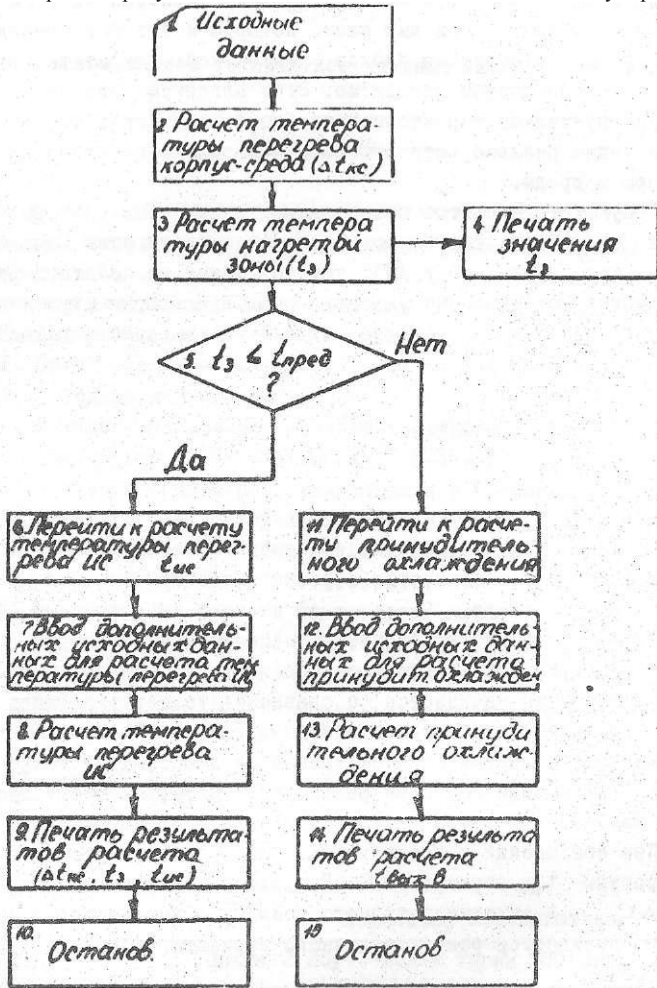 1 Исходные
данные
2 Расчет темпера-
туры перегрева
корпус-среда (Δtкс)
3 Расчет темпера
туры нагретой
зоны (tз)
4. Печать
значения
tз
5. tз ≤ tпред
?
Нет
Да
6. Перейти к расчету
температуры перег-
рева ИС tис
7 Ввод дополнитель-
ных исходных дан-
ных для расчета тем
пературы перегрева ИС
8. Расчет темпера-
туры перегрева
ИС
9. Печать результа-
тов расчета
(Δtкс, tз, tис)
10.
Останов.
11 Перейти к расче-
ту принудитель-
ного охлаждения
12. Ввод дополнитель-
ных исходных дан-
ных для расчета
принудит охлажден
13. Расчет принуди
тельного охлаж-
дения
14. Печать результа
тов расчета
tвых в
15
Останов